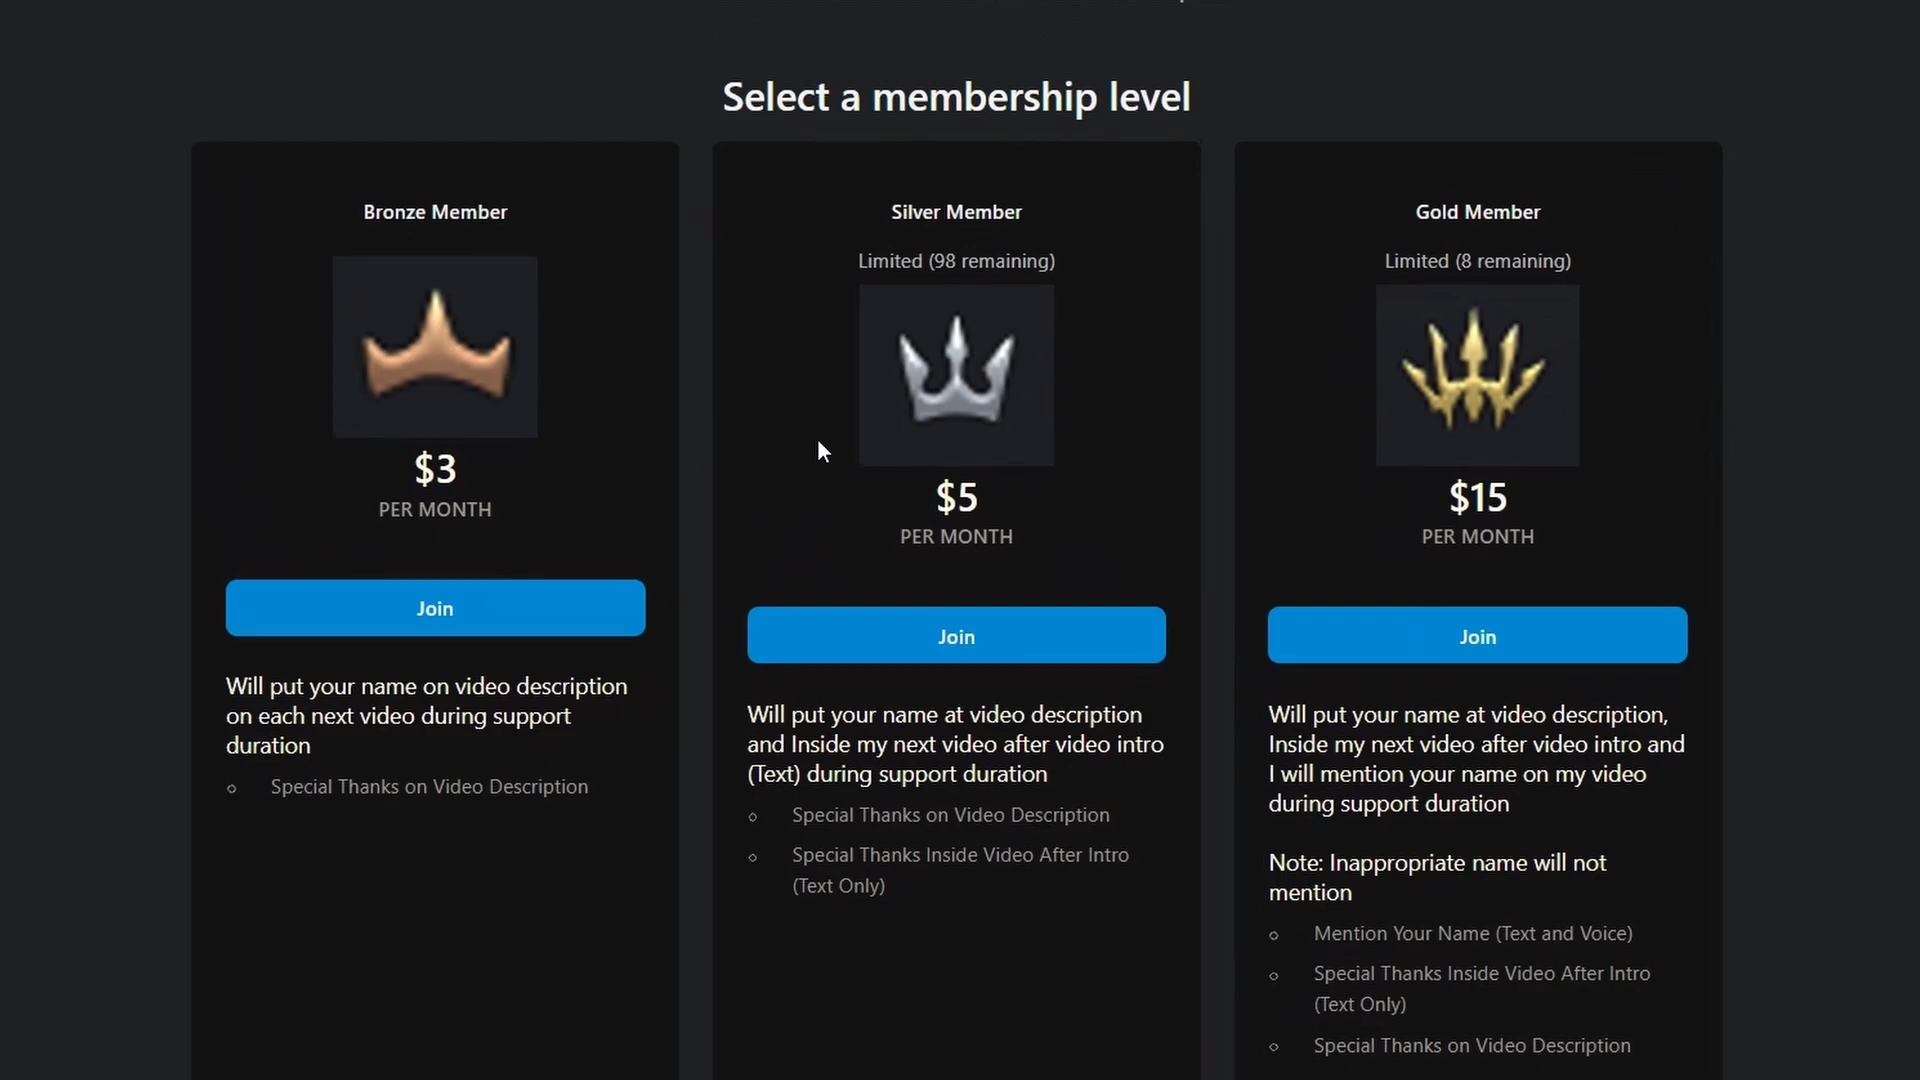 Select a membership level
Bronze Member
$3
PER MONTH
Join
Will put your name on video description
on each next video during support
duration
Special Thanks on Video Description
Silver Member
Limited (98 remaining)
$5
PER MONTH
Join
Will put your name at video description
and Inside my next video after video intro
(Text) during support duration
Special Thanks on Video Description
Special Thanks Inside Video After Intro
(Text Only)
Gold Member
Limited (8 remaining)
$15
PER MONTH
Join
Will put your name at video description,
Inside my next video after video intro and
I will mention your name on my video
during support duration
Note: Inappropriate name will not
mention
Mention Your Name (Text and Voice)
Special Thanks Inside Video After Intro
(Text Only)
Special Thanks on Video Description